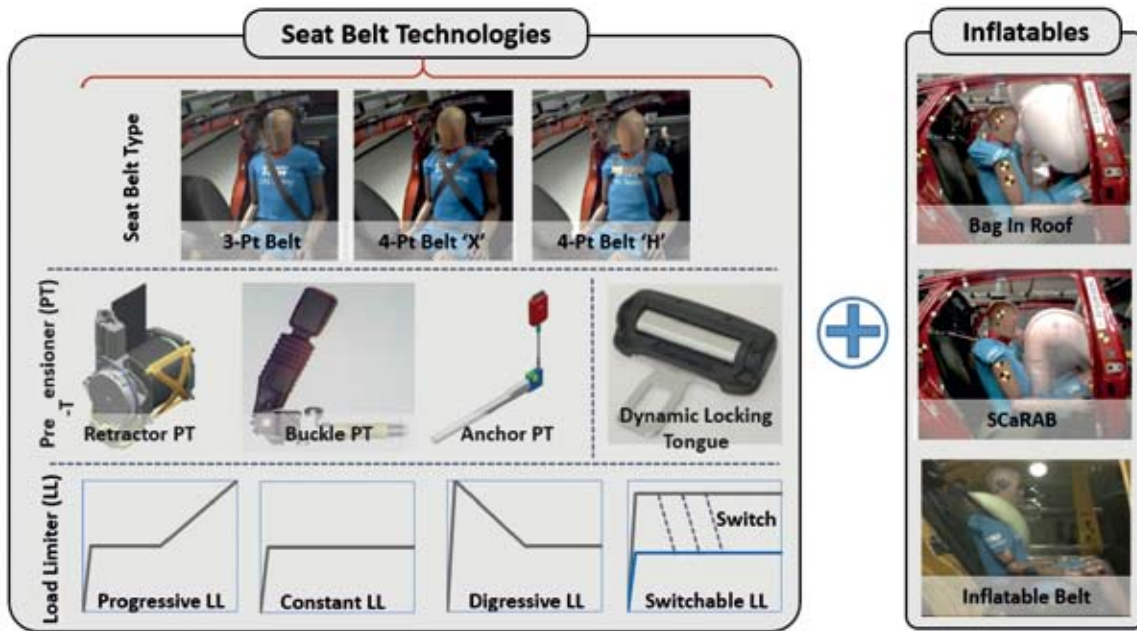 Seat Belt Technologies
Seat Belt Type
3-Pt Belt
4-Pt Belt ‘X’
4-Pt Belt ‘H’
Pre ensioner (PT)
-T
Retractor PT
Buckle PT
Anchor PT
Dynamic Locking
Tongue
Load Limiter (LL)
Progressive LL
Constant LL
Digressive LL
Switch
Switchable LL
Inflatables
Bag In Roof
SCaRAB
Inflatable Belt